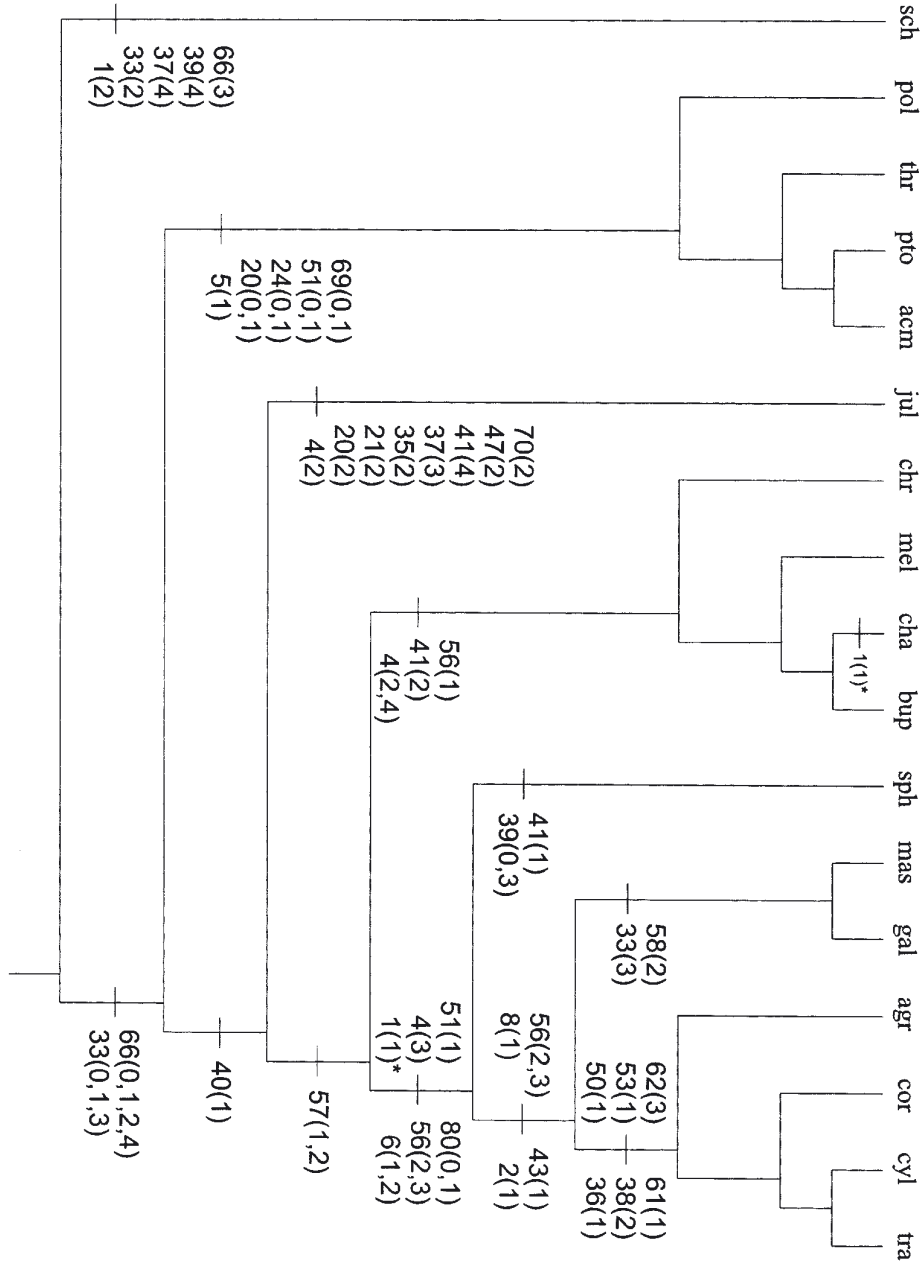 sch
pol
thr
pto
acm
jul
chr
mel
cha
bup
sph
mas
gal
agr
cor
cyl
tra
66(3)
39(4)
37(4)
33(2)
1(2)
69(0,1)
51(0,1)
24(0,1)
20(0,1)
5(1)
70(2)
47(2)
41(4)
37(3)
35(2)
21(2)
20(2)
4(2)
1(1)*
56(1)
41(2)
4(2,4)
41(1)
39(0,3)
58(2)
33(3)
62(3)
53(1)
50(1)
61(1)
38(2)
36(1)
56(2,3)
8(1)
43(1)
2(1)
51(1)
4(3)
1(1)*
80(0,1)
56(2,3)
6(1,2)
57(1,2)
40(1)
66(0,1,2,4)
33(0,1,3)